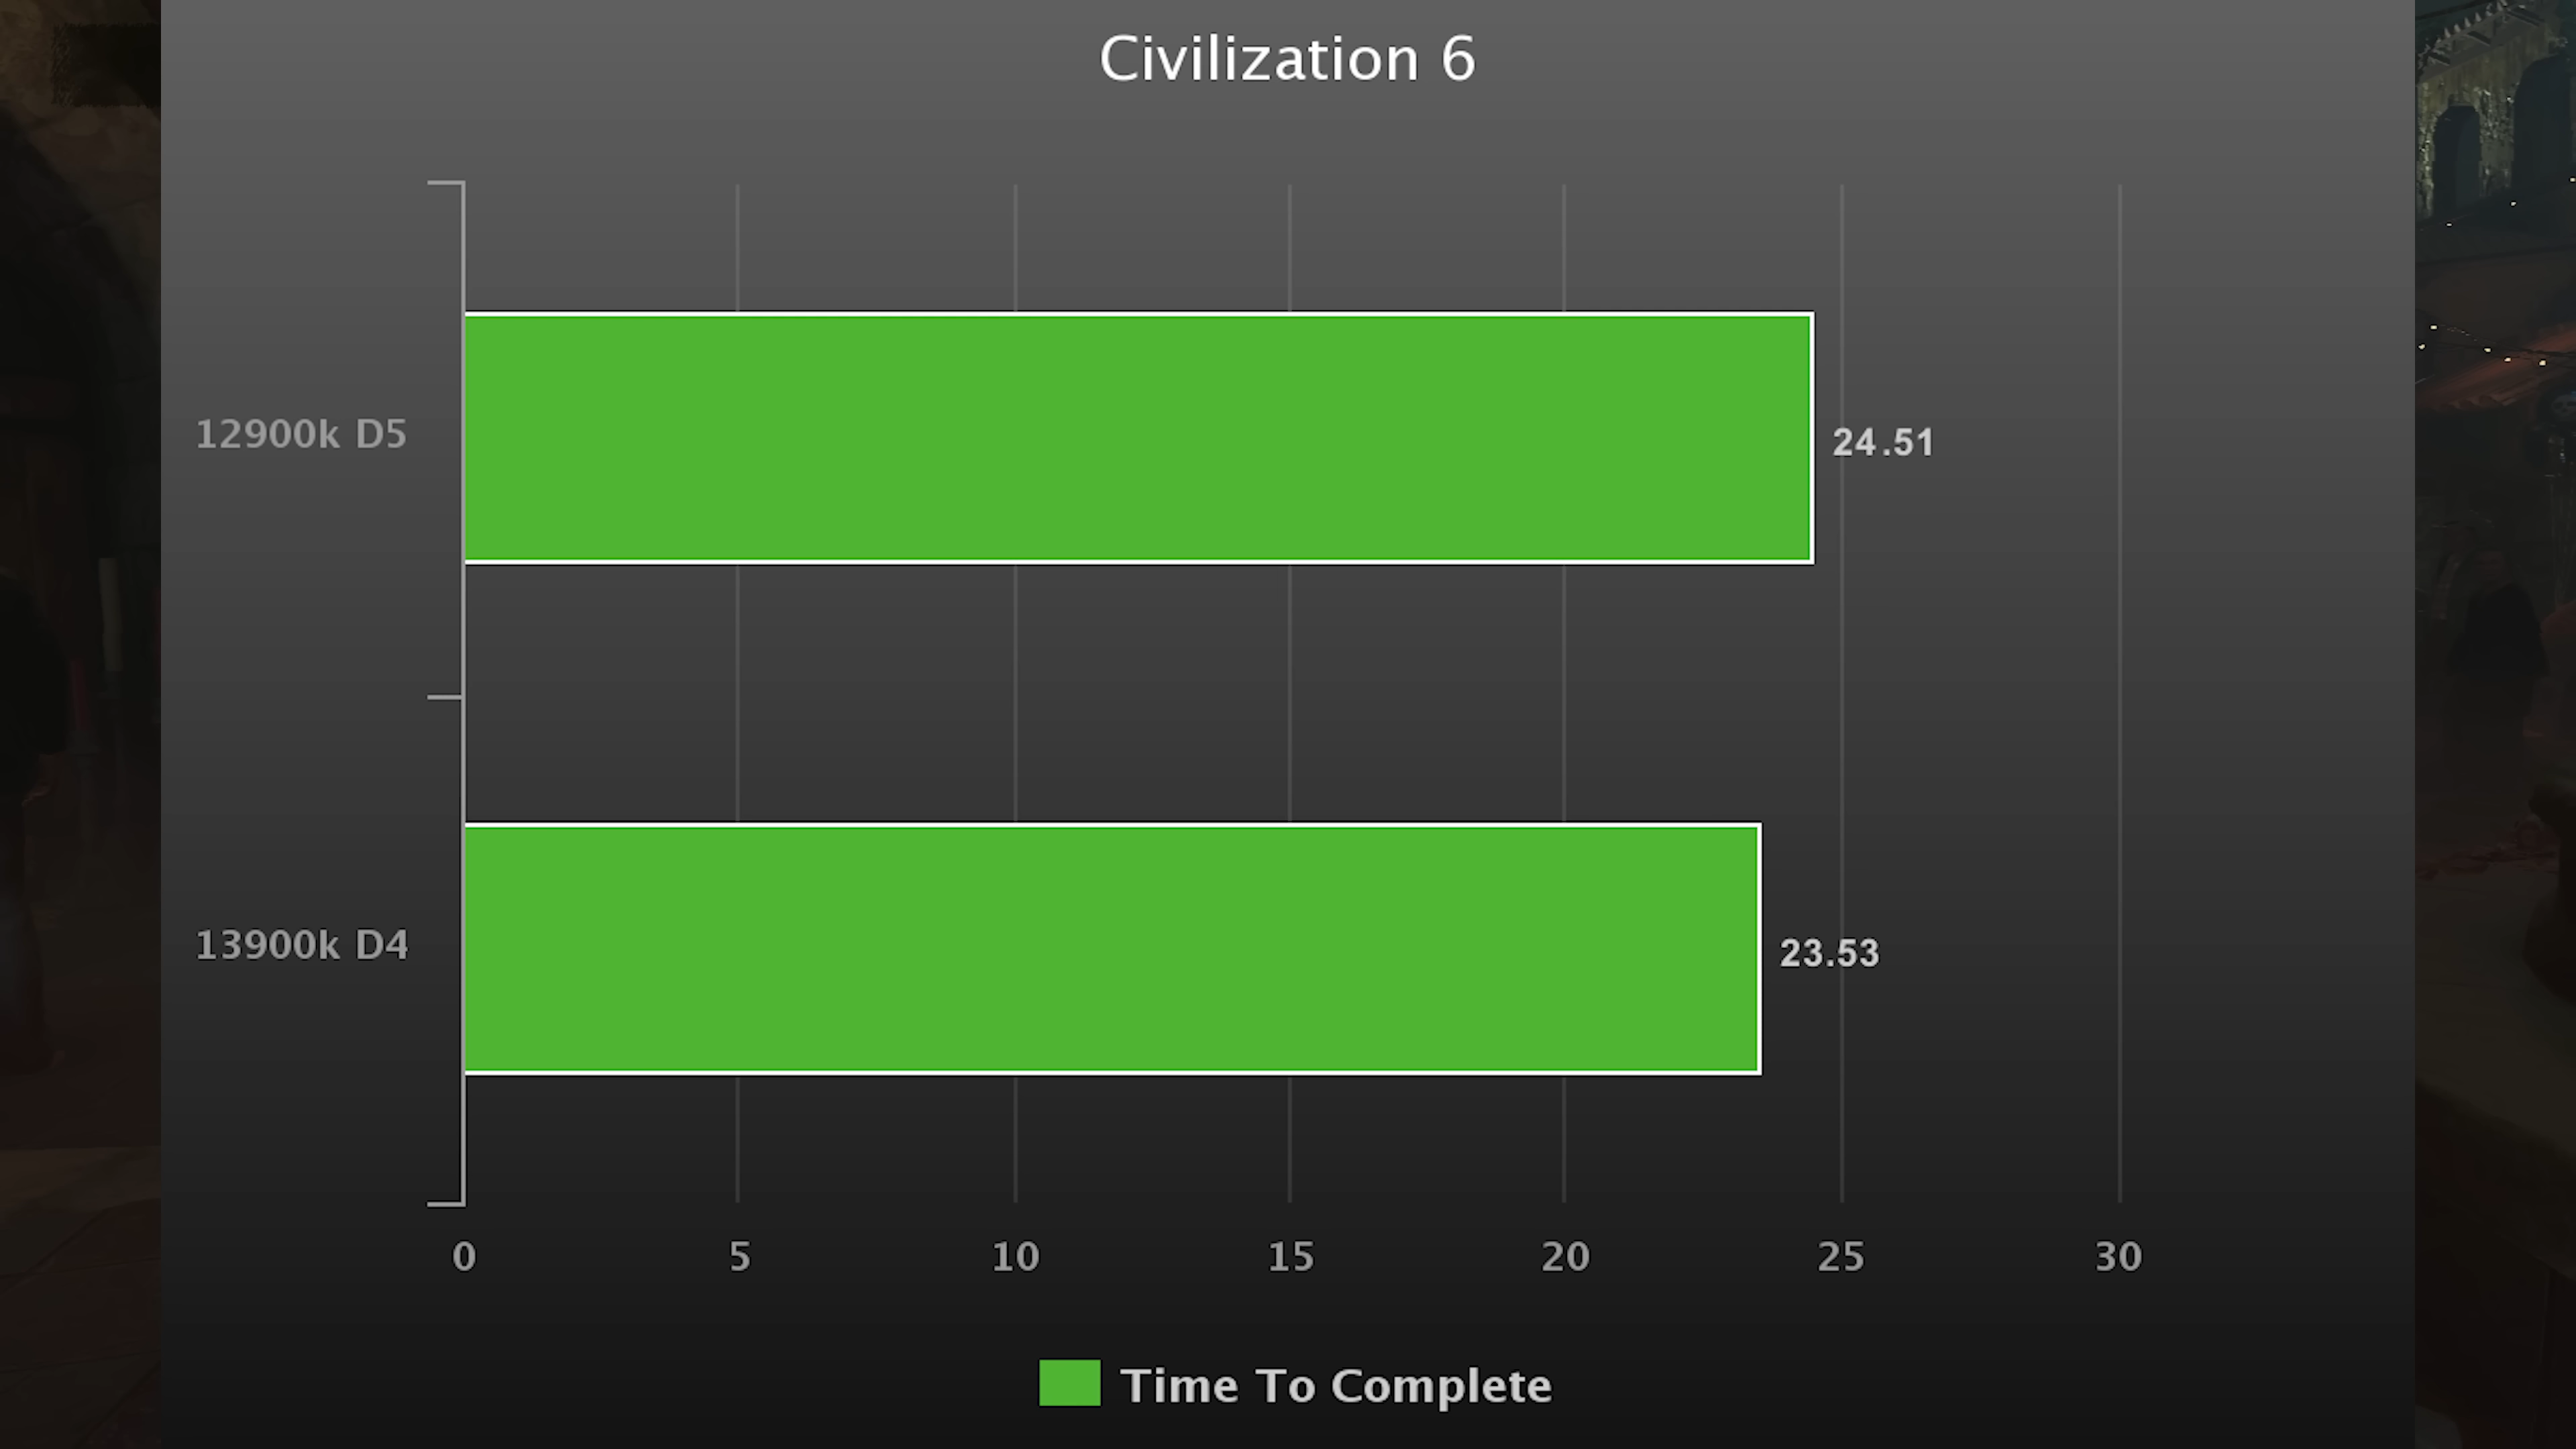 Civilization 6
12900k D5
24.51
13900k D4
23.53
0 5 10 15 20 25 30
Time To Complete